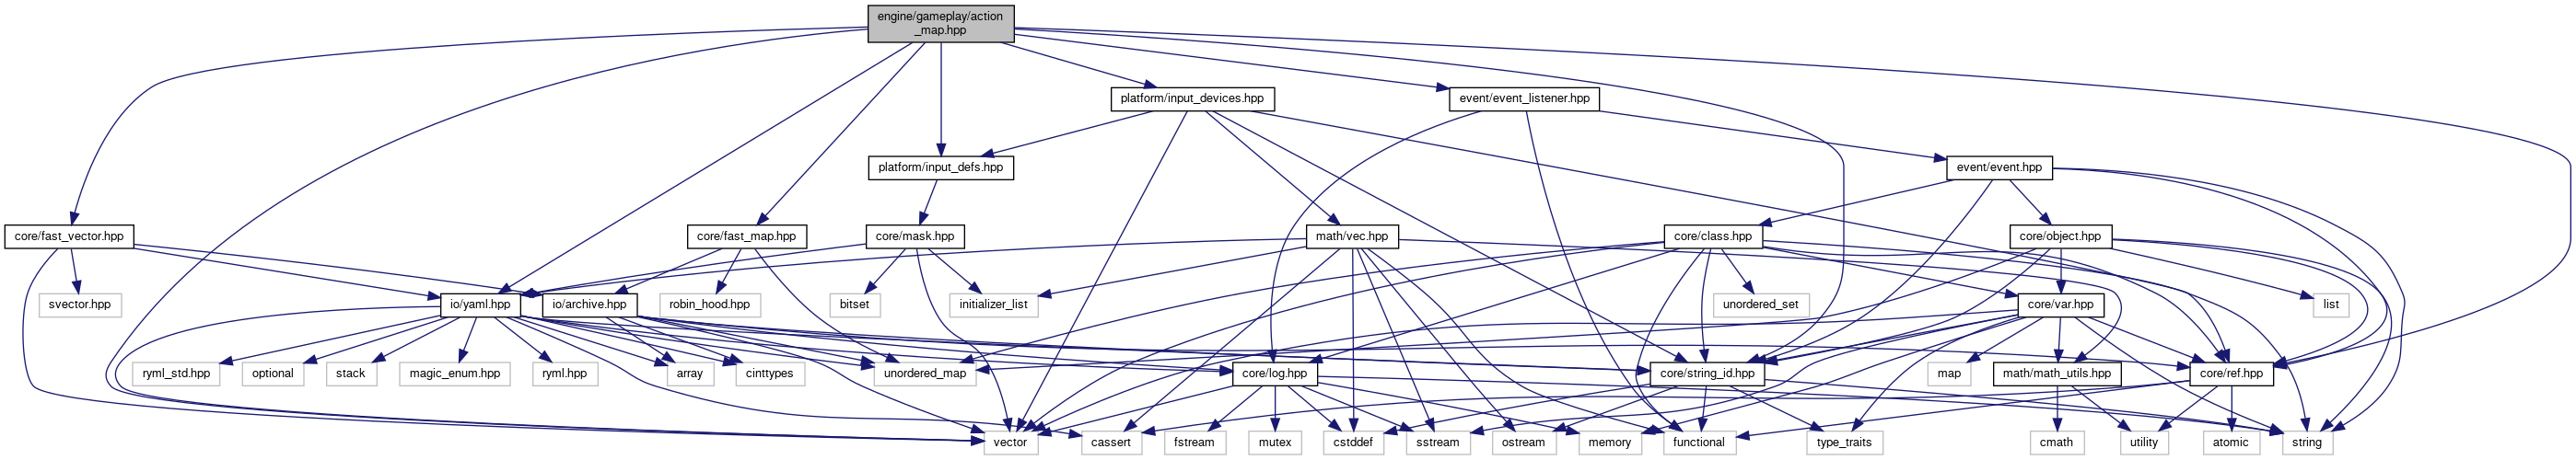 engine/gameplay/action
_map.hpp
platform/input_devices.hpp
event/event_listener.hpp
platform/input_defs.hpp
event/event.hpp
core/fast_vector.hpp
core/fast_map.hpp
core/mask.hpp
math/vec.hpp
core/class.hpp
core/object.hpp
svector.hpp
io/yaml.hpp
io/archive.hpp
robin_hood.hpp
bitset
initializer_list
unordered_set
core/var.hpp
list
ryml_std.hpp
optional
stack
magic_enum.hpp
ryml.hpp
array
cinttypes
unordered_map
core/log.hpp
core/string_id.hpp
map
math/math_utils.hpp
core/ref.hpp
vector
cassert
fstream
mutex
cstddef
sstream
ostream
memory
functional
type_traits
cmath
utility
atomic
string